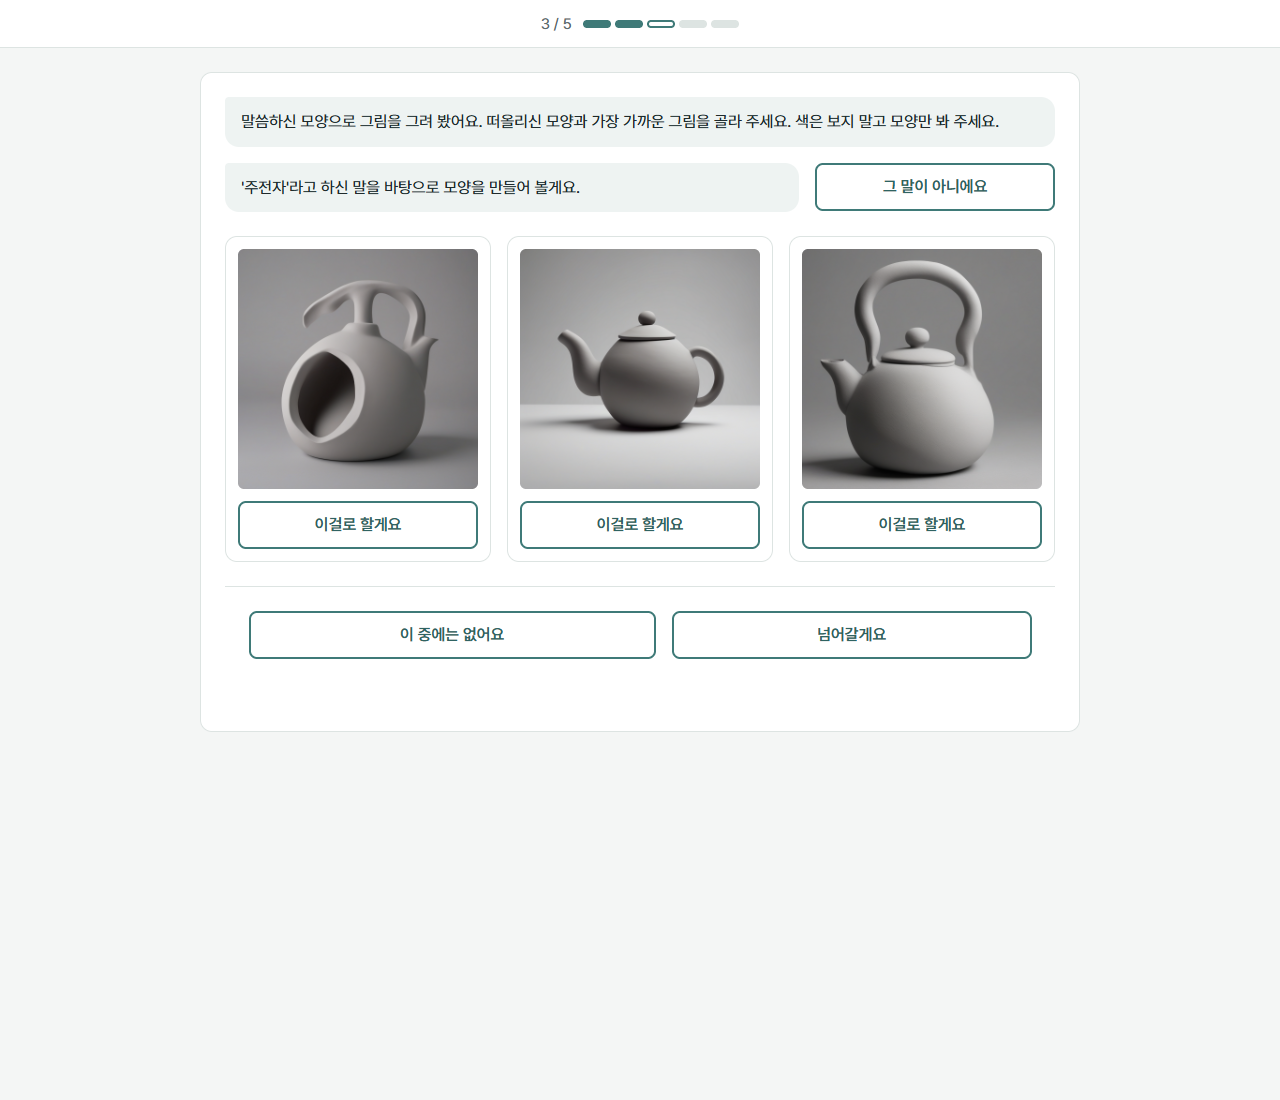 3 / 5
말씀하신 모양으로 그림을 그려 봤어요. 떠올리신 모양과 가장 가까운 그림을 골라 주세요. 색은 보지 말고 모양만 봐 주세요.
'주전자'라고 하신 말을 바탕으로 모양을 만들어 볼게요.
그 말이 아니에요
이걸로 할게요
이걸로 할게요
이걸로 할게요
이 중에는 없어요
넘어갈게요